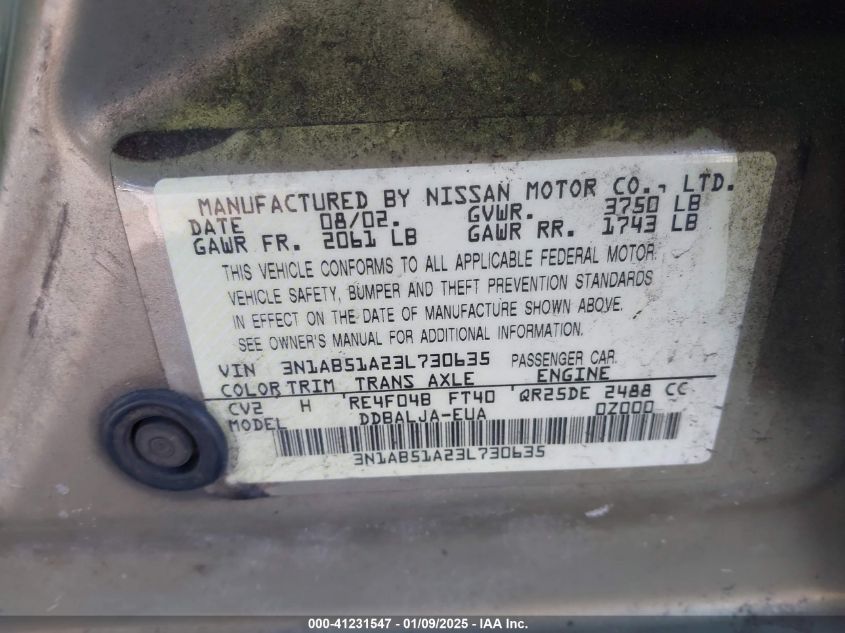 MANUFACTURED BY NISSAN MOTOR CO., LTD.
DATE 08/02. GVWR. 3750 LB
GAWR FR. 2061 LB GAWR RR. 1743 LB
THIS VEHICLE CONFORMS TO ALL APPLICABLE FEDERAL MOTOR
VEHICLE SAFETY, BUMPER AND THEFT PREVENTION STANDARDS
IN EFFECT ON THE DATE OF MANUFACTURE SHOWN ABOVE.
SEE OWNER'S MANUAL FOR ADDITIONAL INFORMATION.
VIN 3N1AB51A23L730635 PASSENGER CAR
COLOR TRIM TRANS AXLE ENGINE
CV2 H RE4F04B FT40 QR25DE 2488 CC
MODEL DDBALJA-EUA 0Z000
3N1AB51A23L730635
000-41231547 - 01/09/2025 - IAA Inc.